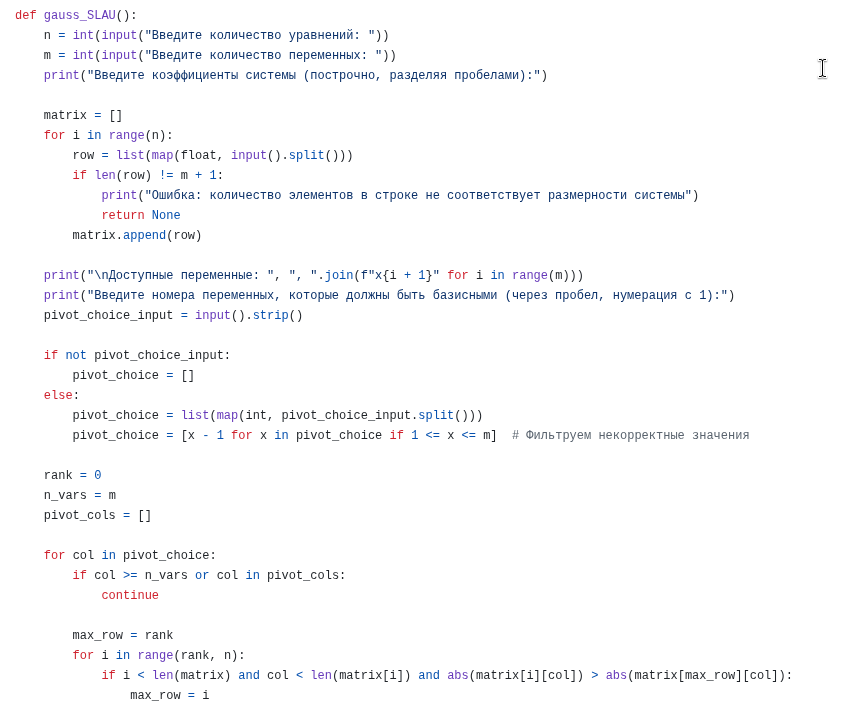 def gauss_SLAU():
    n = int(input("Введите количество уравнений: "))
    m = int(input("Введите количество переменных: "))
    print("Введите коэффициенты системы (построчно, разделяя пробелами):")

    matrix = []
    for i in range(n):
        row = list(map(float, input().split()))
        if len(row) != m + 1:
            print("Ошибка: количество элементов в строке не соответствует размерности системы")
            return None
        matrix.append(row)

    print("\nДоступные переменные: ", ", ".join(f"x{i + 1}" for i in range(m)))
    print("Введите номера переменных, которые должны быть базисными (через пробел, нумерация с 1):")
    pivot_choice_input = input().strip()

    if not pivot_choice_input:
        pivot_choice = []
    else:
        pivot_choice = list(map(int, pivot_choice_input.split()))
        pivot_choice = [x - 1 for x in pivot_choice if 1 <= x <= m]  # Фильтруем некорректные значения

    rank = 0
    n_vars = m
    pivot_cols = []

    for col in pivot_choice:
        if col >= n_vars or col in pivot_cols:
            continue

        max_row = rank
        for i in range(rank, n):
            if i < len(matrix) and col < len(matrix[i]) and abs(matrix[i][col]) > abs(matrix[max_row][col]):
                max_row = i